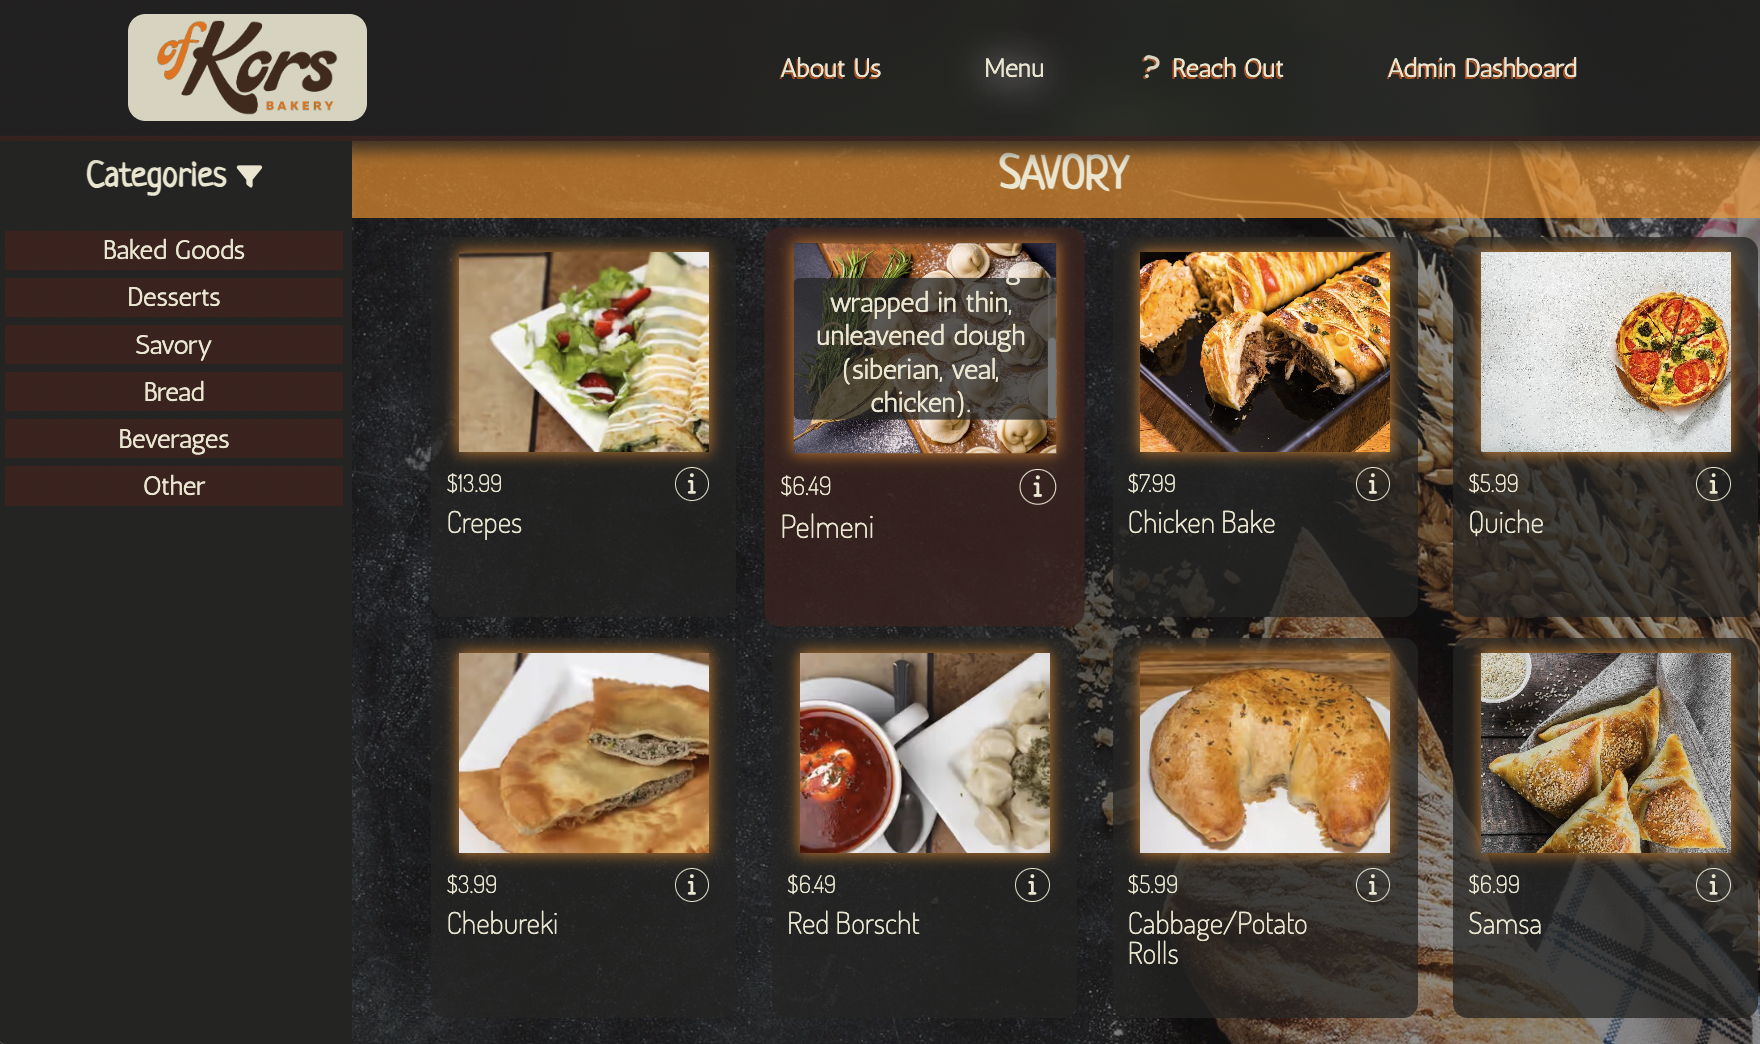 of Kors
BAKERY
About Us
Menu
? Reach Out
Admin Dashboard
Categories
Baked Goods
Desserts
Savory
Bread
Beverages
Other
SAVORY
$13.99
Crepes
wrapped in thin,
unleavened dough
(siberian, veal,
chicken).
$6.49
Pelmeni
$7.99
Chicken Bake
$5.99
Quiche
$3.99
Chebureki
$6.49
Red Borscht
$5.99
Cabbage/Potato
Rolls
$6.99
Samsa